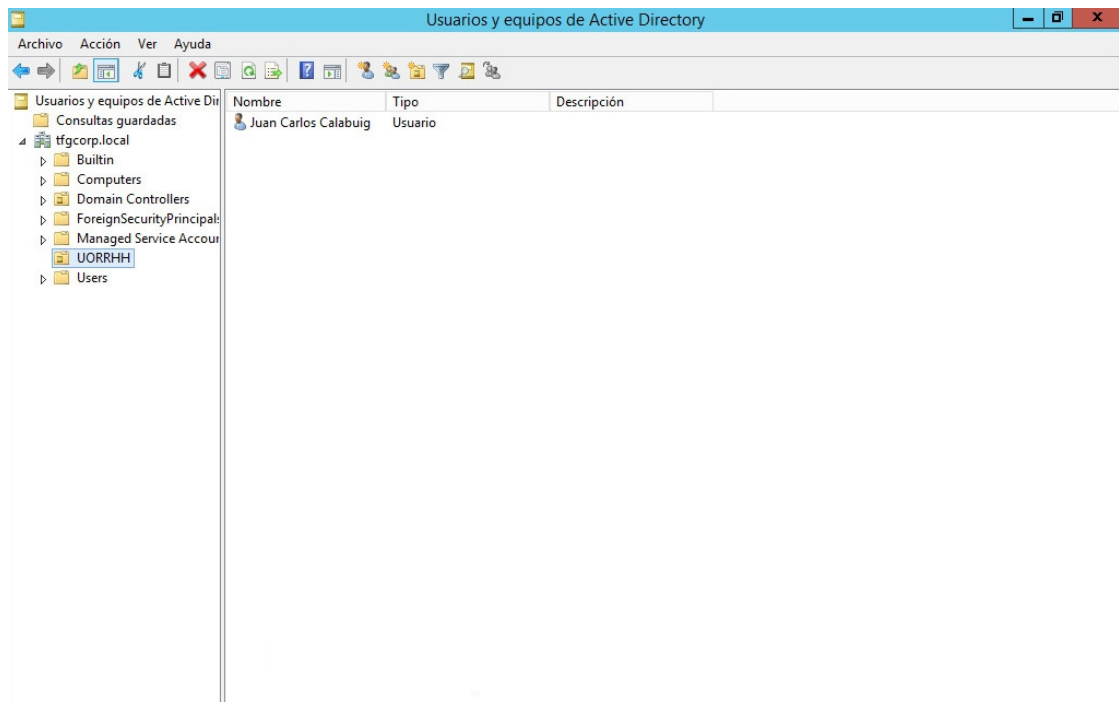 Usuarios y equipos de Active Directory
Archivo Acción Ver Ayuda
Usuarios y equipos de Active Dir
Consultas guardadas
tfgcorp.local
Builtin
Computers
Domain Controllers
ForeignSecurityPrincipals
Managed Service Accour
UORRHH
Users
Nombre Tipo Descripción
Juan Carlos Calabuig Usuario